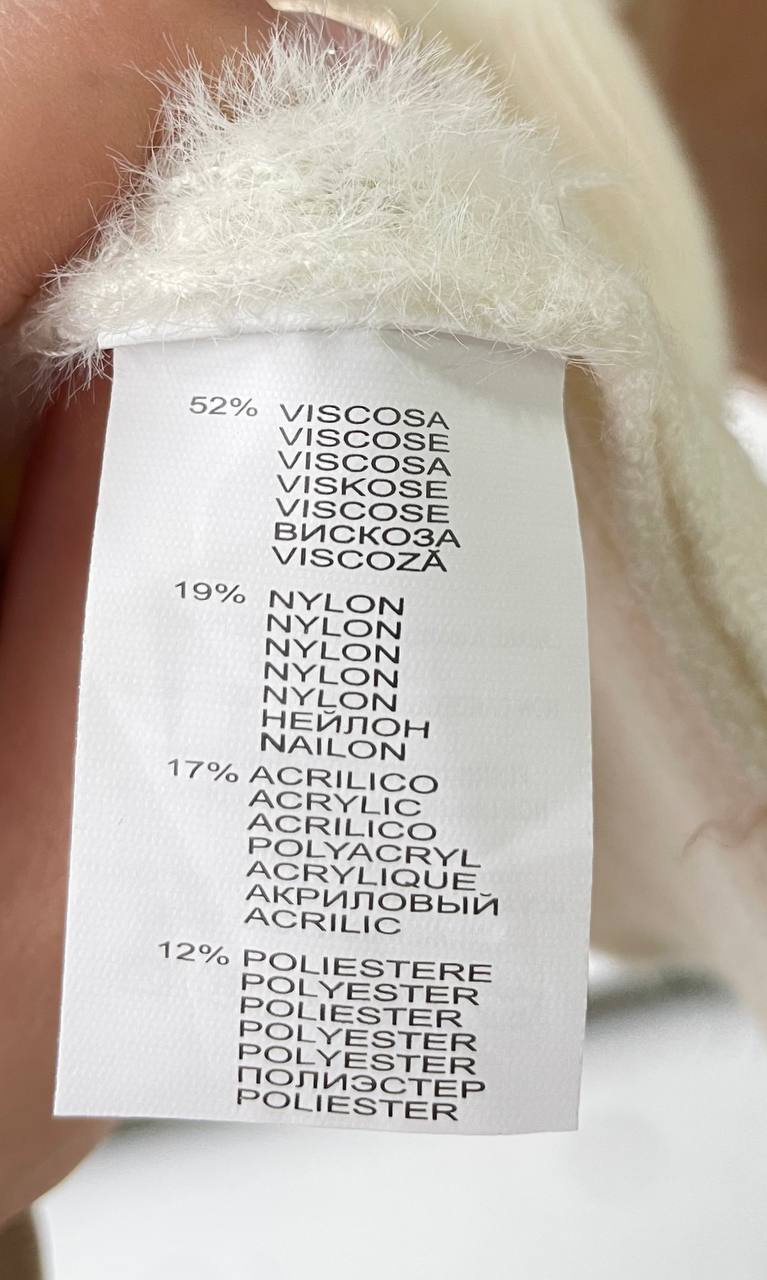 52% VISCOSA
VISCOSE
VISCOSA
VISKOSE
VISCOSE
ВИСКОЗА
VISCOZĂ
19% NYLON
NYLON
NYLON
NYLON
NYLON
НЕЙЛОН
NAILON
17% ACRILICO
ACRYLIC
ACRILICO
POLYACRYL
ACRYLIQUE
АКРИЛОВЫЙ
ACRILIC
12% POLIESTERE
POLYESTER
POLIESTER
POLYESTER
POLYESTER
ПОЛИЭСТЕР
POLIESTER